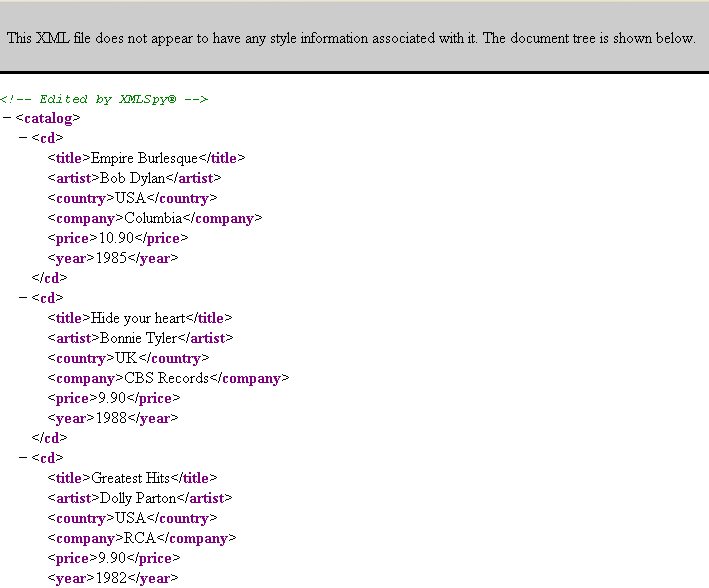 This XML file does not appear to have any style information associated with it. The document tree is shown below.
<!-- Edited by XMLSpy® -->
−<catalog>
−<cd>
<title>Empire Burlesque</title>
<artist>Bob Dylan</artist>
<country>USA</country>
<company>Columbia</company>
<price>10.90</price>
<year>1985</year>
</cd>
−<cd>
<title>Hide your heart</title>
<artist>Bonnie Tyler</artist>
<country>UK</country>
<company>CBS Records</company>
<price>9.90</price>
<year>1988</year>
</cd>
−<cd>
<title>Greatest Hits</title>
<artist>Dolly Parton</artist>
<country>USA</country>
<company>RCA</company>
<price>9.90</price>
<year>1982</year>